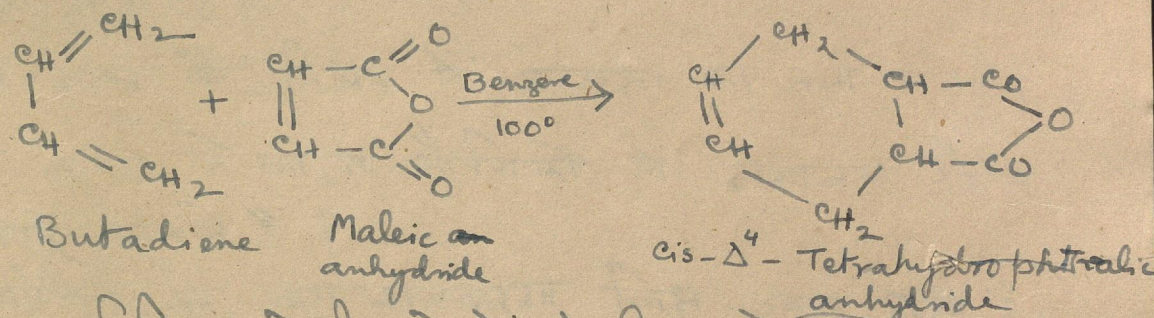 CH2
CH
CH
CH2
+
CH — C
O
O
CH — C
O
Benzene
100°
CH2
CH
CH
CH2
CH — CO
O
CH — CO
Butadiene
Maleic
anhydride
cis-Δ4- Tetrahydrophthalic
anhydride